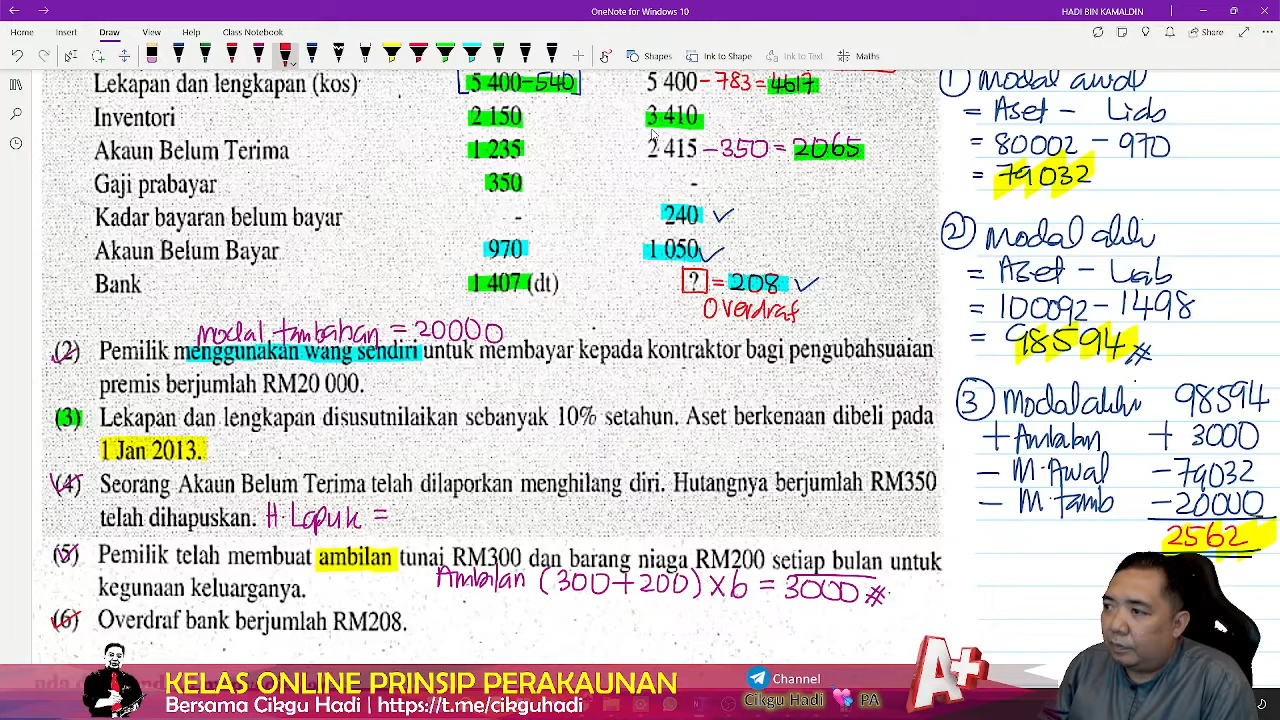 OneNote for Windows 10
HADI BIN KAMALDIN
Home Insert Draw View Help Class Notebook
Share
Shapes Ink to Shape Ink to Text Maths
Lekapan dan lengkapan (kos) 5 400 - 540 5 400 - 783 = 4617
Inventori 2 150 3 410
Akaun Belum Terima 1 235 2 415 - 350 = 2065
Gaji prabayar 350 -
Kadar bayaran belum bayar - 240 ✓
Akaun Belum Bayar 970 1 050 ✓
Bank 1 407 (dt) ? = 208 ✓
Overdraf
modal tambahan = 20000
(2) Pemilik menggunakan wang sendiri untuk membayar kepada kontraktor bagi pengubahsuaian
premis berjumlah RM20 000.
(3) Lekapan dan lengkapan disusutnilaikan sebanyak 10% setahun. Aset berkenaan dibeli pada
1 Jan 2013.
(4) Seorang Akaun Belum Terima telah dilaporkan menghilang diri. Hutangnya berjumlah RM350
telah dihapuskan. H. Lapuk =
(5) Pemilik telah membuat ambilan tunai RM300 dan barang niaga RM200 setiap bulan untuk
kegunaan keluarganya. Ambilan (300+200) x 6 = 3000 #
(6) Overdraf bank berjumlah RM208.
1 Modal awal
= Aset - Liab
= 80002 - 970
= 79032
2 Modal akhir
= Aset - Liab
= 100092 - 1498
= 98594 #
3 Modal akhir 98594
+ Ambilan + 3000
- M. Awal - 79032
- M. Tamb - 20000
2562
KELAS ONLINE PRINSIP PERAKAUNAN
Bersama Cikgu Hadi | https://t.me/cikguhadi
A+
Channel
Cikgu Hadi PA